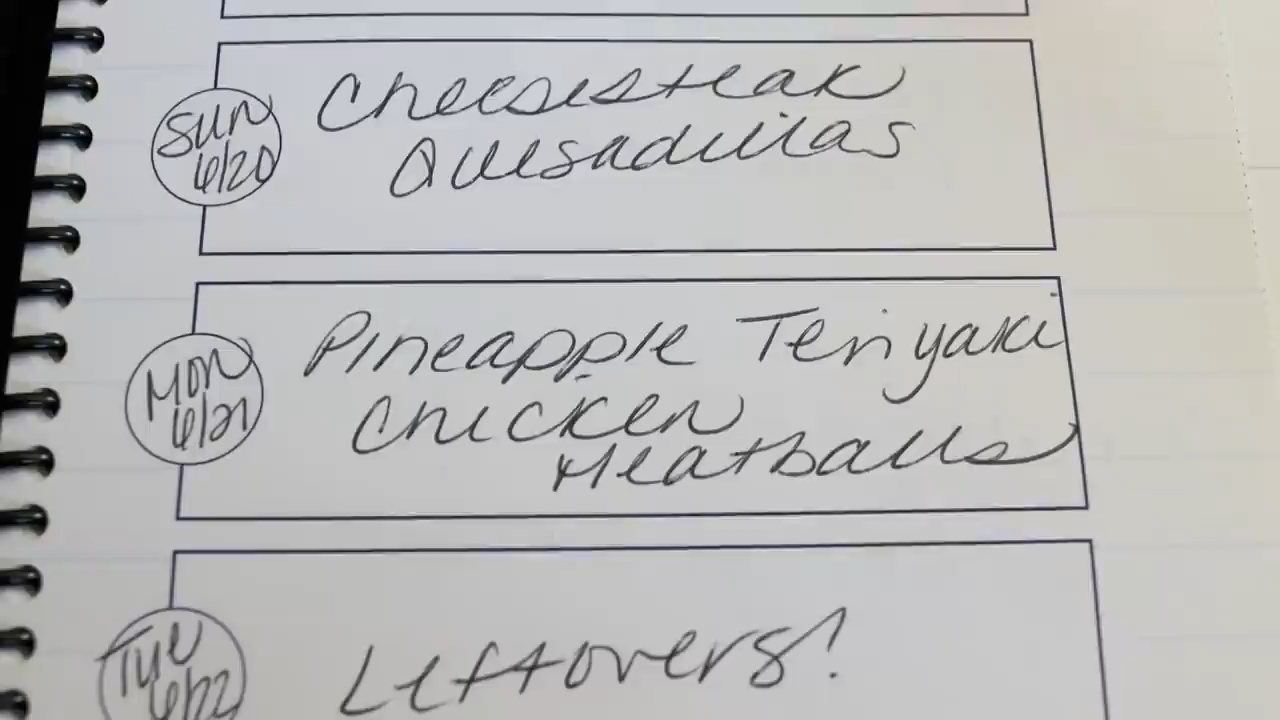 Sun
6/20
Cheesesteak
Quesadillas
Mon
6/21
Pineapple Teriyaki
Chicken
Meatballs
Tue
6/22
Leftovers!